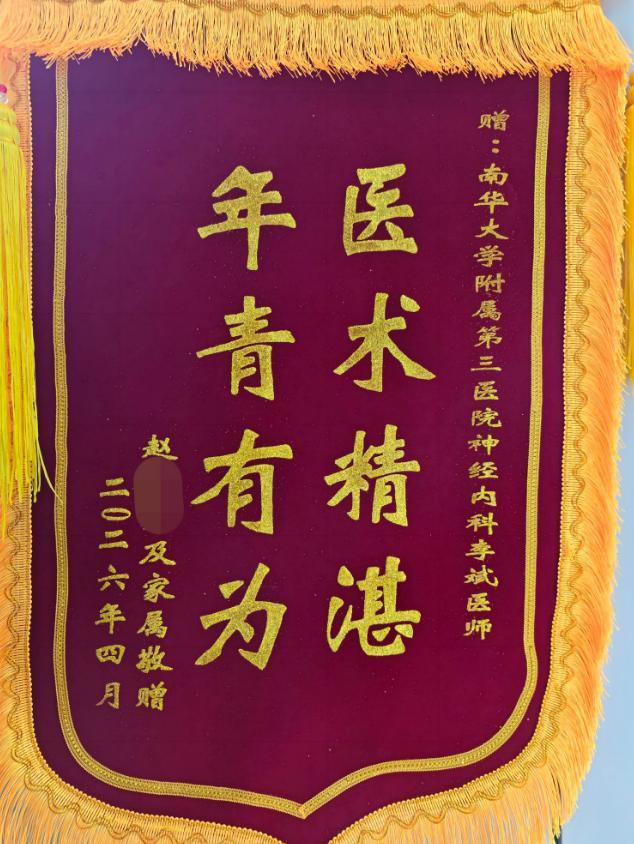 赠：南华大学附属第三医院神经内科李斌医师
医术精湛
年青有为
赵
及家属敬赠
二〇二六年四月